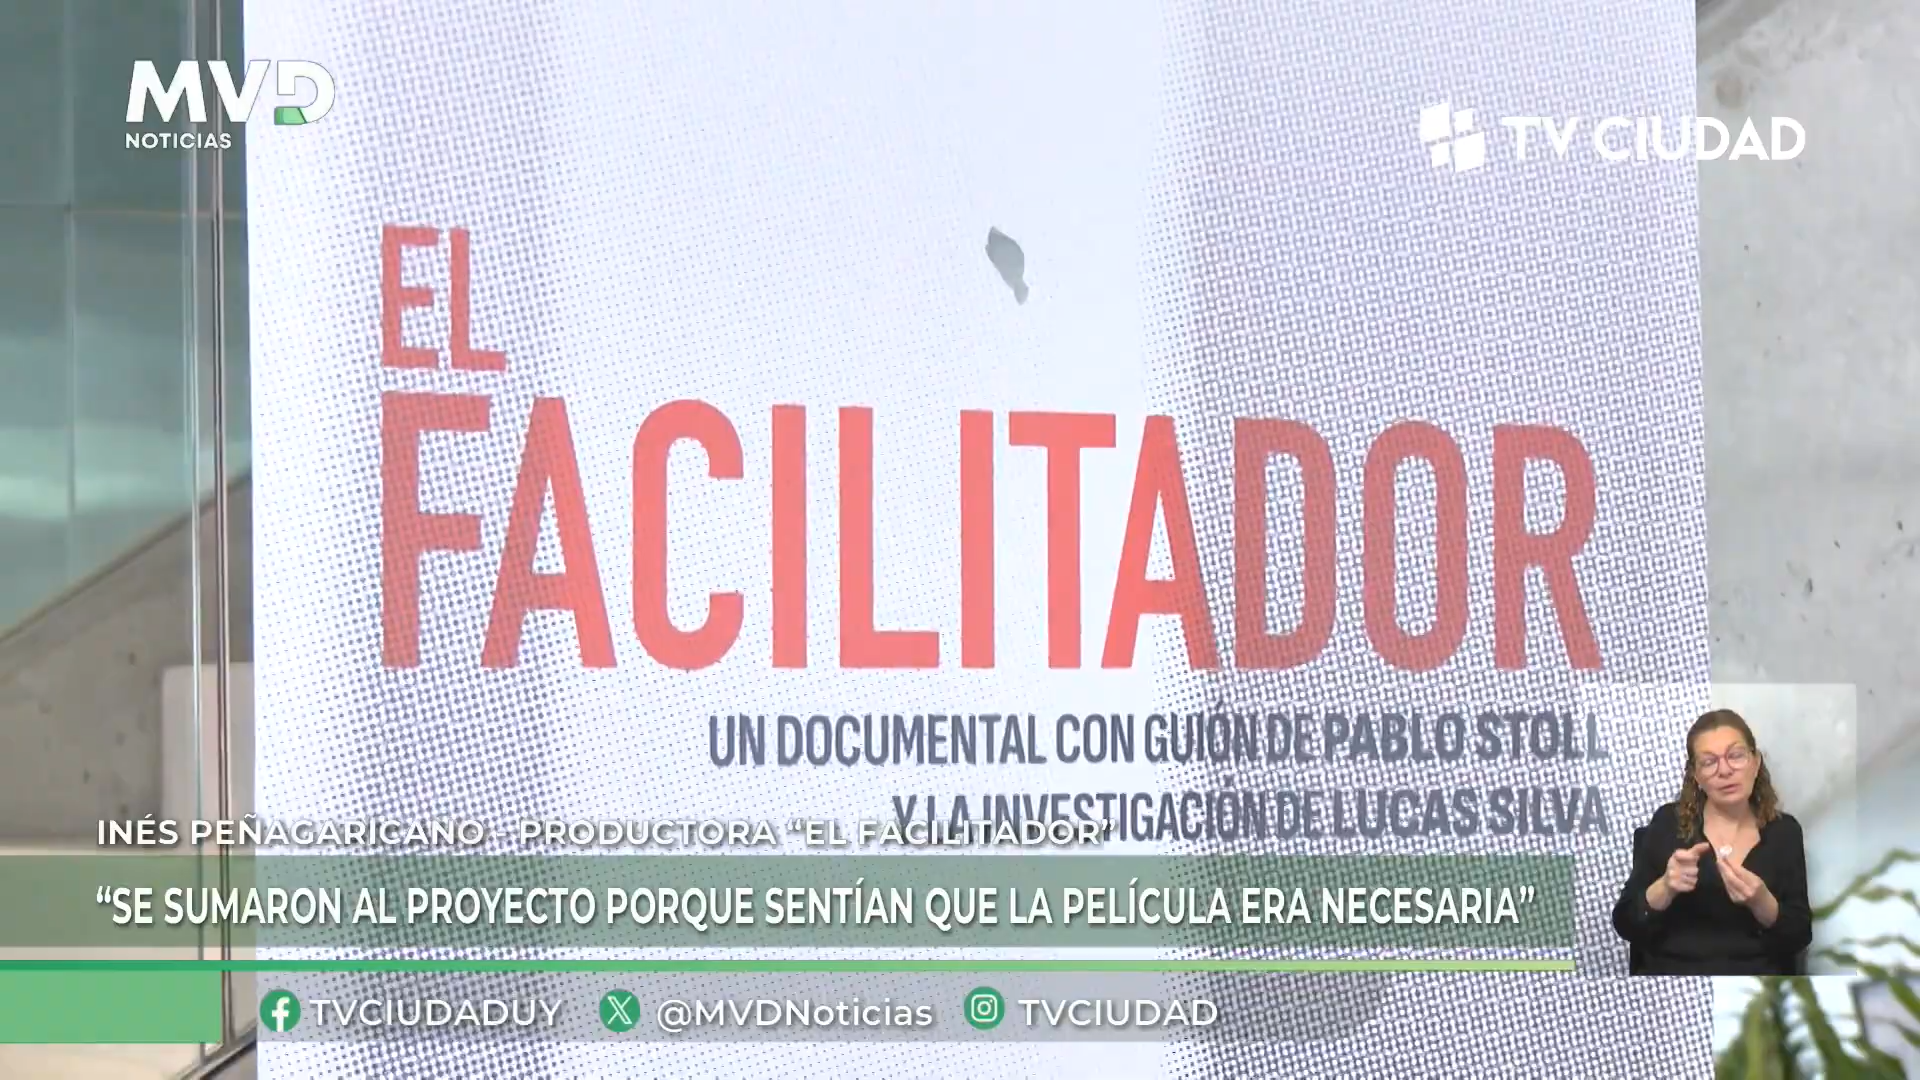 MVD
NOTICIAS
TV CIUDAD
EL
FACILITADOR
UN DOCUMENTAL CON GUIÓN DE PABLO STOLL
Y LA INVESTIGACIÓN DE LUCAS SILVA
INÉS PEÑAGARICANO - PRODUCTORA “EL FACILITADOR”
“SE SUMARON AL PROYECTO PORQUE SENTÍAN QUE LA PELÍCULA ERA NECESARIA”
TVCIUDADUY @MVDNoticias TVCIUDAD